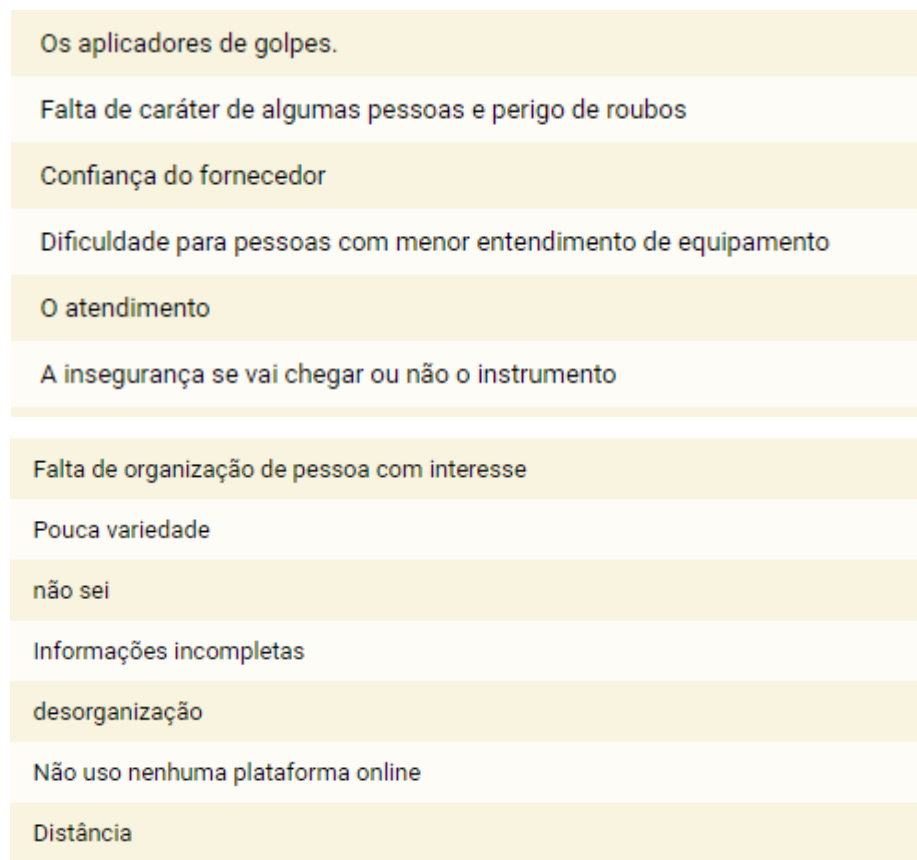 Os aplicadores de golpes.
Falta de caráter de algumas pessoas e perigo de roubos
Confiança do fornecedor
Dificuldade para pessoas com menor entendimento de equipamento
O atendimento
A insegurança se vai chegar ou não o instrumento
Falta de organização de pessoa com interesse
Pouca variedade
não sei
Informações incompletas
desorganização
Não uso nenhuma plataforma online
Distância